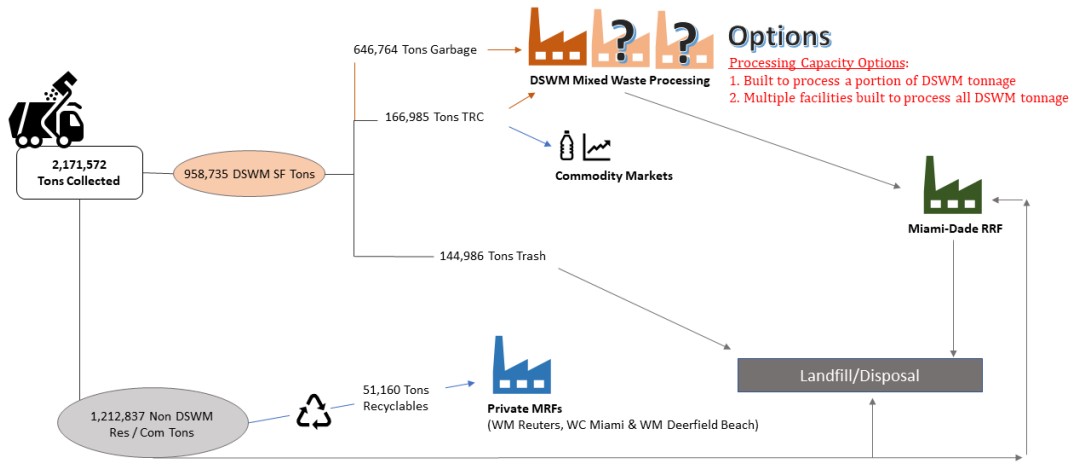 646,764 Tons Garbage
? ?
Options
Processing Capacity Options:
1. Built to process a portion of DSWM tonnage
2. Multiple facilities built to process all DSWM tonnage
DSWM Mixed Waste Processing
166,985 Tons TRC
Commodity Markets
2,171,572
Tons Collected
958,735 DSWM SF Tons
Miami-Dade RRF
144,986 Tons Trash
Landfill/Disposal
51,160 Tons
Recyclables
Private MRFs
(WM Reuters, WC Miami & WM Deerfield Beach)
1,212,837 Non DSWM
Res / Com Tons